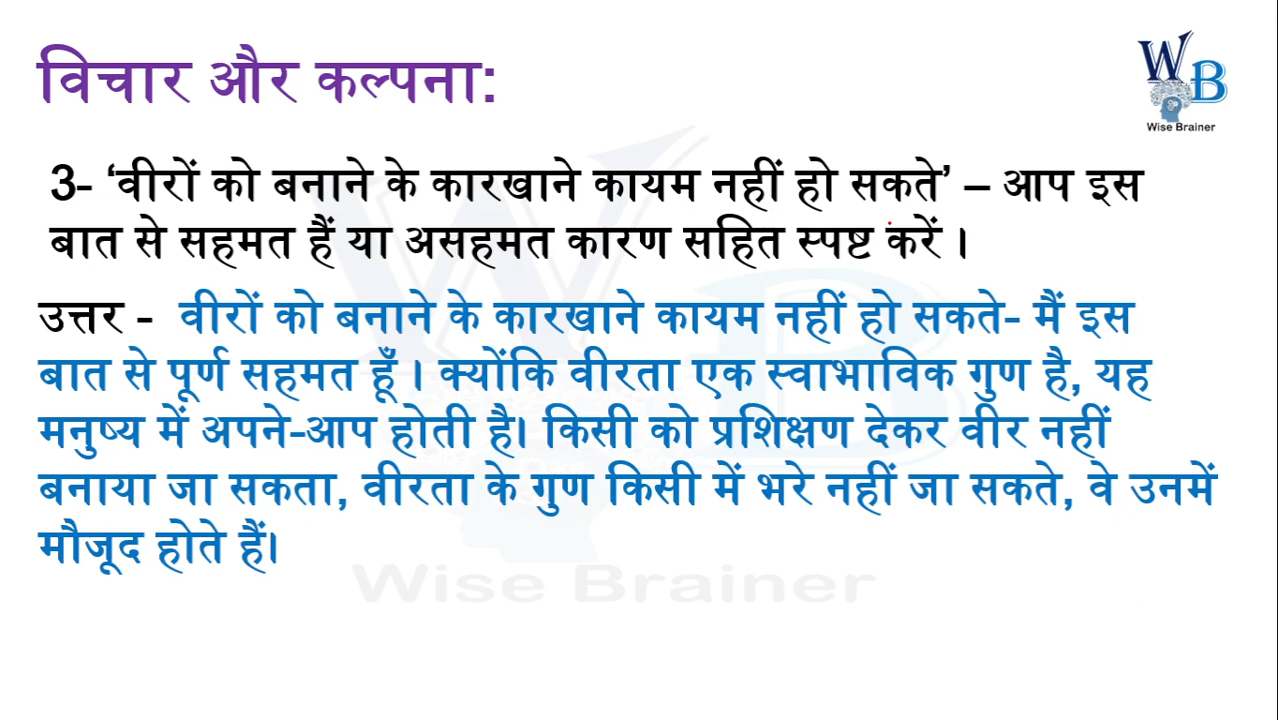 विचार और कल्पना:
W B
Wise Brainer
3- ‘वीरों को बनाने के कारखाने कायम नहीं हो सकते’ – आप इस
बात से सहमत हैं या असहमत कारण सहित स्पष्ट करें ।
उत्तर - वीरों को बनाने के कारखाने कायम नहीं हो सकते- मैं इस
बात से पूर्ण सहमत हूँ । क्योंकि वीरता एक स्वाभाविक गुण है, यह
मनुष्य में अपने-आप होती है। किसी को प्रशिक्षण देकर वीर नहीं
बनाया जा सकता, वीरता के गुण किसी में भरे नहीं जा सकते, वे उनमें
मौजूद होते हैं।
Wise Brainer